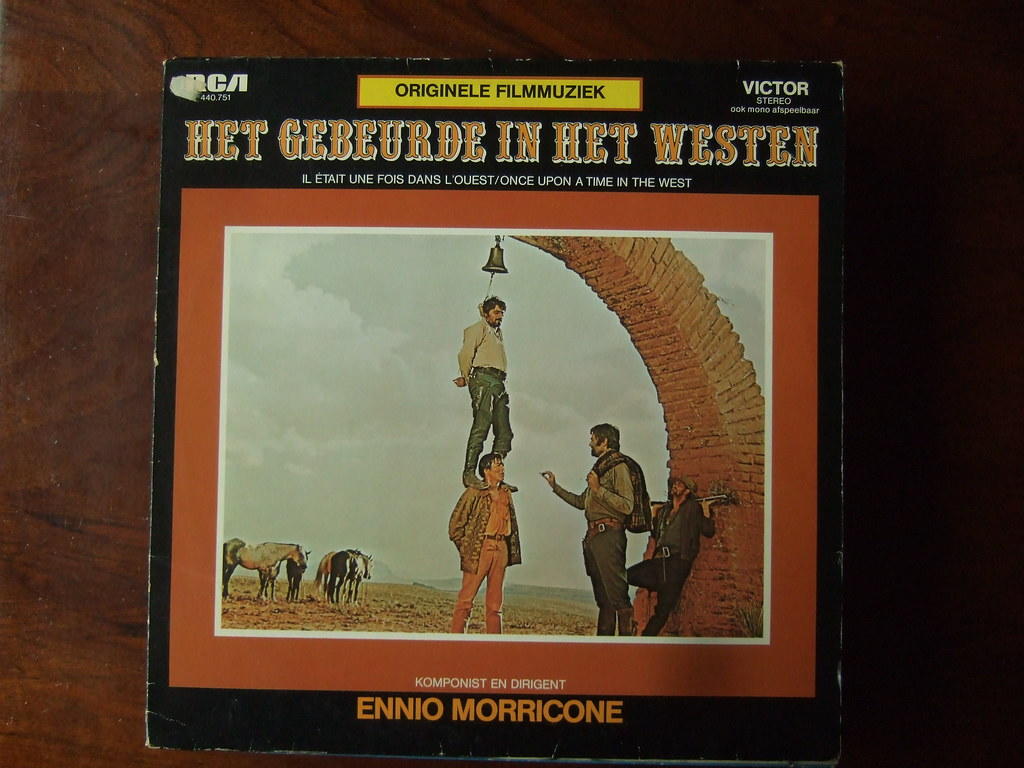 RCA
440.751
ORIGINELE FILMMUZIEK
VICTOR
STEREO
ook mono afspeelbaar
HET GEBEURDE IN HET WESTEN
IL ÉTAIT UNE FOIS DANS L'OUEST/ONCE UPON A TIME IN THE WEST
KOMPONIST EN DIRIGENT
ENNIO MORRICONE